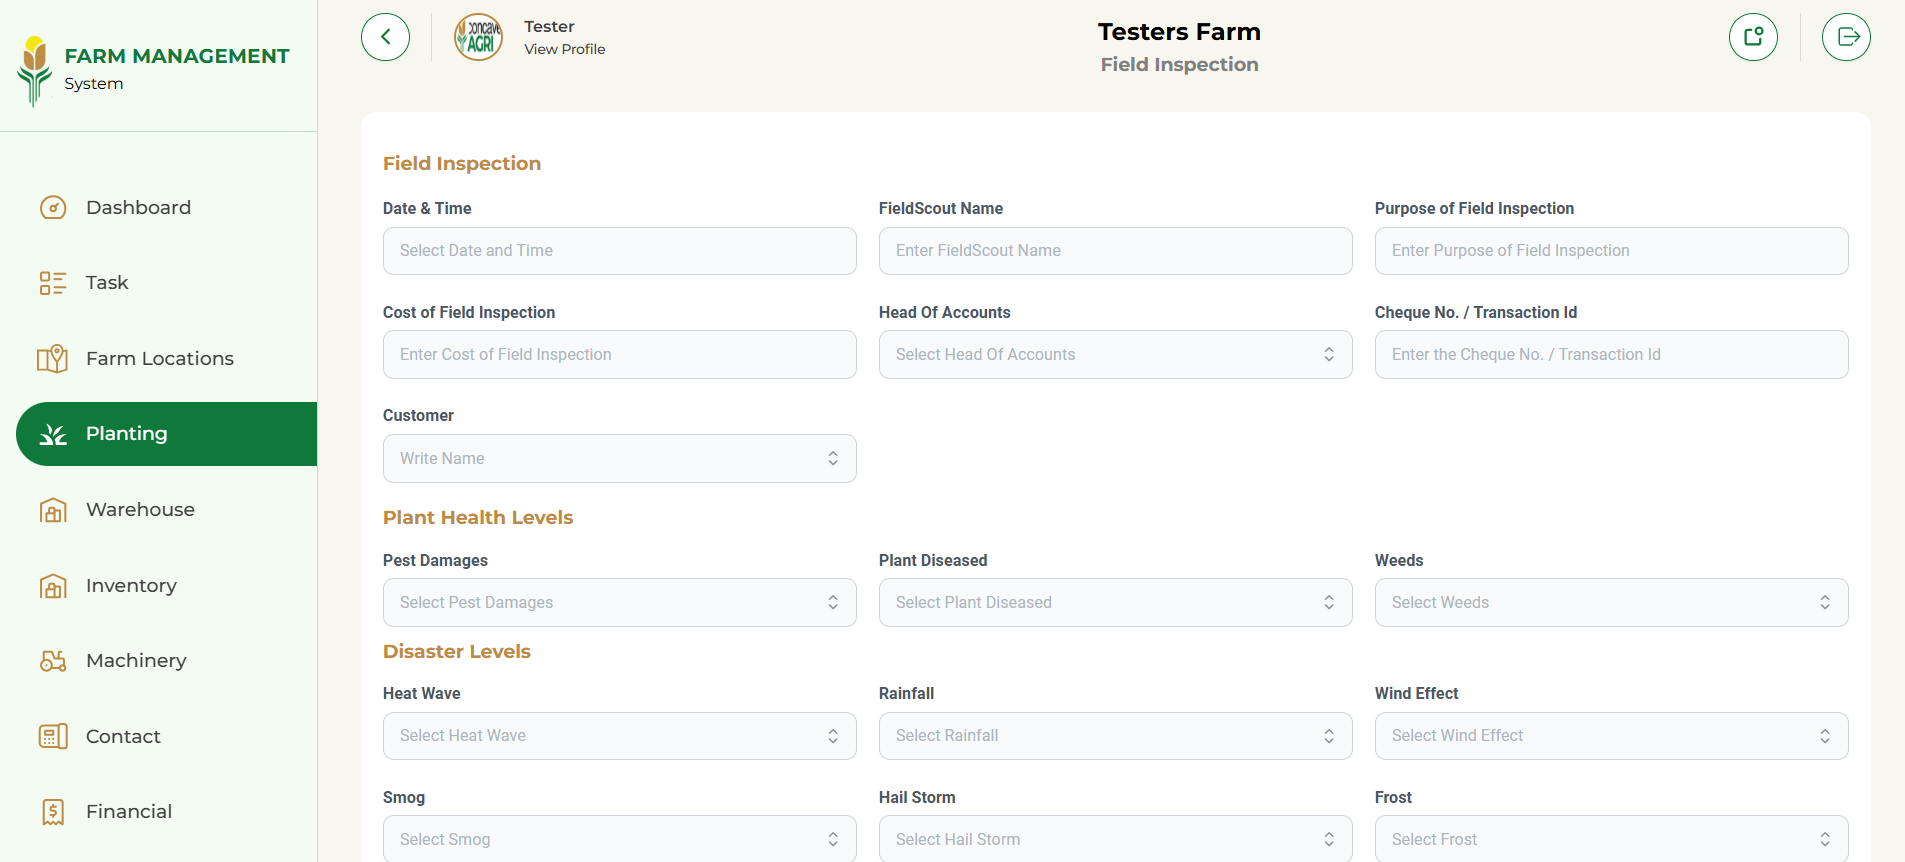 FARM MANAGEMENT
System
Dashboard
Task
Farm Locations
Planting
Warehouse
Inventory
Machinery
Contact
Financial
concave
AGRI
Tester
View Profile
Testers Farm
Field Inspection
Field Inspection
Date & Time
FieldScout Name
Purpose of Field Inspection
Select Date and Time
Enter FieldScout Name
Enter Purpose of Field Inspection
Cost of Field Inspection
Head Of Accounts
Cheque No. / Transaction Id
Enter Cost of Field Inspection
Select Head Of Accounts
Enter the Cheque No. / Transaction Id
Customer
Write Name
Plant Health Levels
Pest Damages
Plant Diseased
Weeds
Select Pest Damages
Select Plant Diseased
Select Weeds
Disaster Levels
Heat Wave
Rainfall
Wind Effect
Select Heat Wave
Select Rainfall
Select Wind Effect
Smog
Hail Storm
Frost
Select Smog
Select Hail Storm
Select Frost